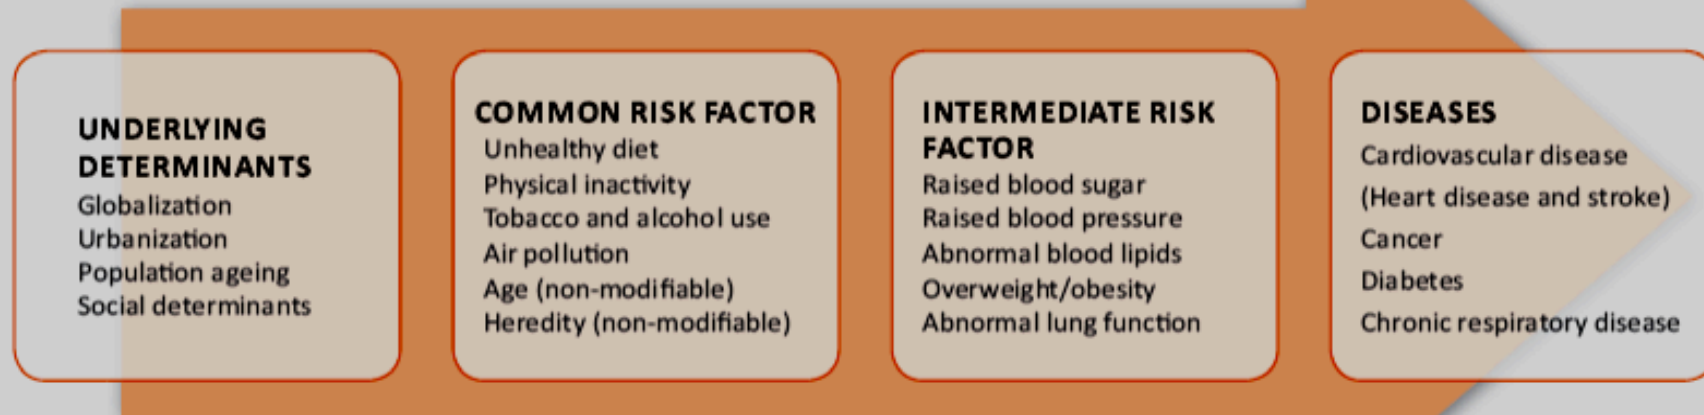 UNDERLYING
DETERMINANTS
Globalization
Urbanization
Population ageing
Social determinants
COMMON RISK FACTOR
Unhealthy diet
Physical inactivity
Tobacco and alcohol use
Air pollution
Age (non-modifiable)
Heredity (non-modifiable)
INTERMEDIATE RISK
FACTOR
Raised blood sugar
Raised blood pressure
Abnormal blood lipids
Overweight/obesity
Abnormal lung function
DISEASES
Cardiovascular disease
(Heart disease and stroke)
Cancer
Diabetes
Chronic respiratory disease